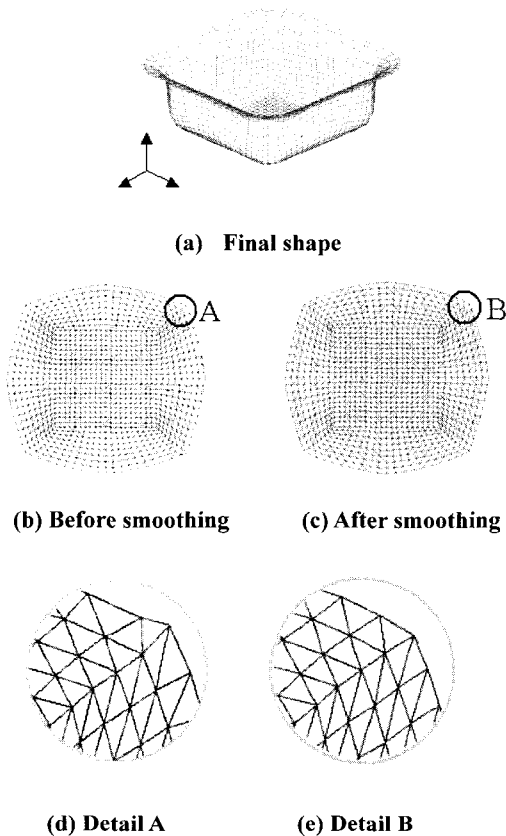 (a) Final shape
A
B
(b) Before smoothing
(c) After smoothing
(d) Detail A
(e) Detail B